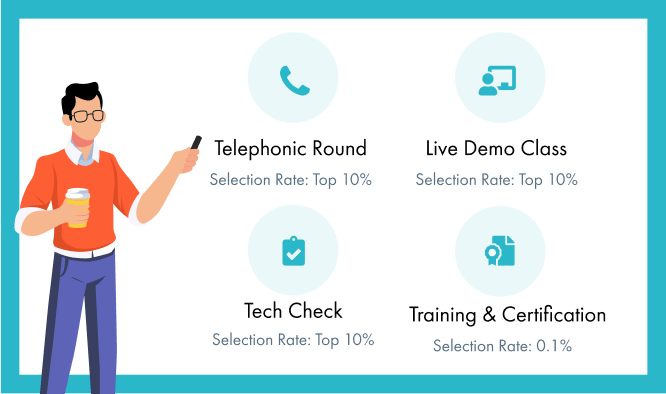 Telephonic Round
Selection Rate: Top 10%
Live Demo Class
Selection Rate: Top 10%
Tech Check
Selection Rate: Top 10%
Training & Certification
Selection Rate: 0.1%